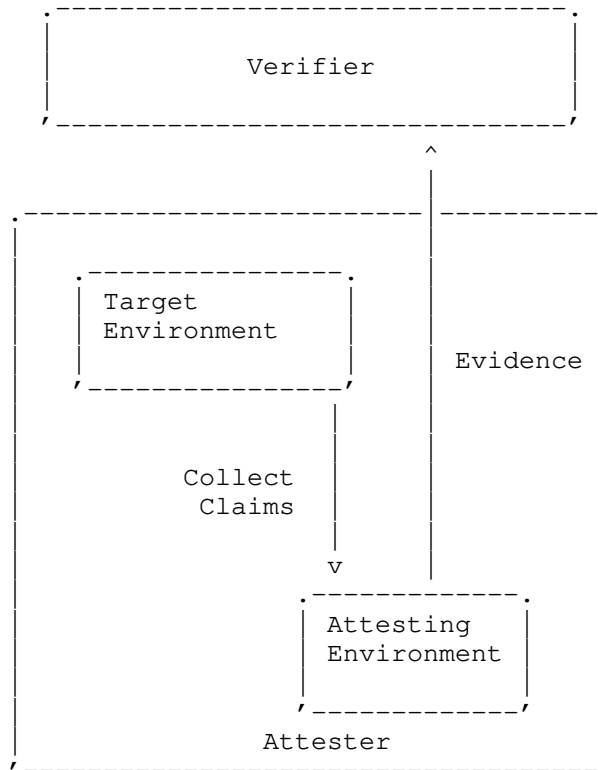 Verifier
Target
Environment
Evidence
Collect
Claims
Attesting
Environment
Attester